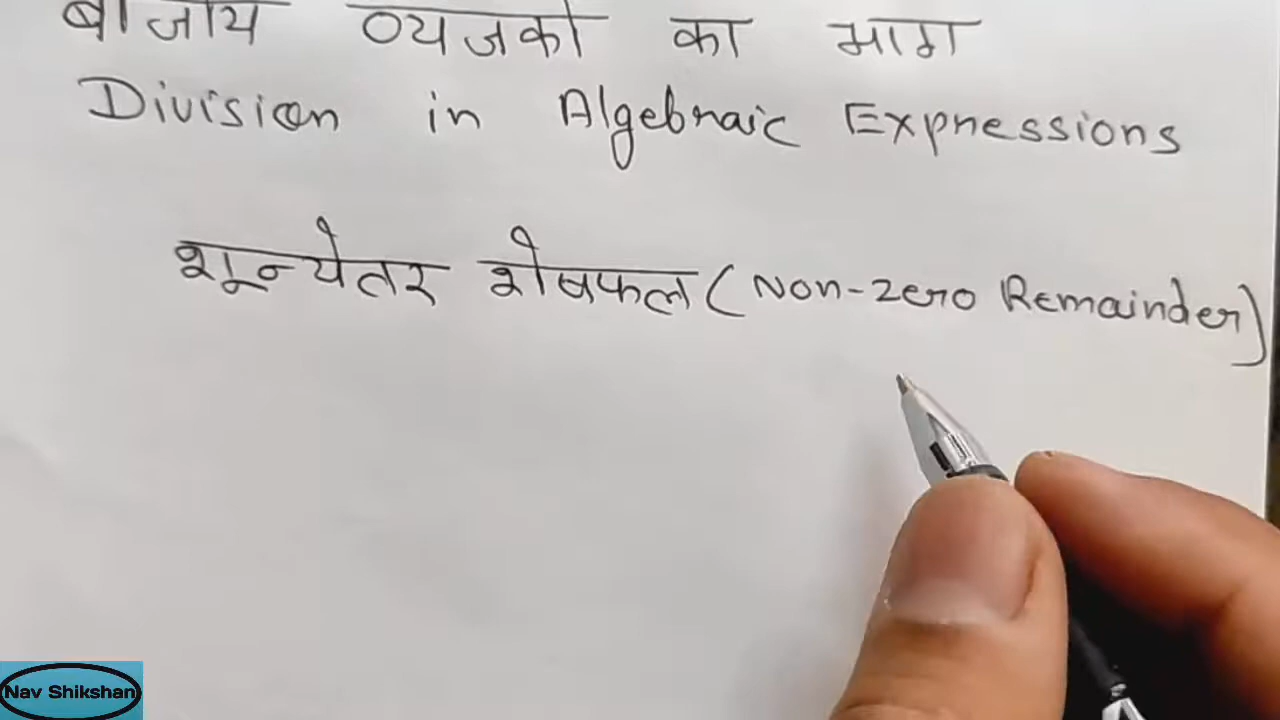 बीजीय व्यंजकों का भाग
Division in Algebraic Expressions
शून्येतर शेषफल (Non-zero Remainder)
Nav Shikshan